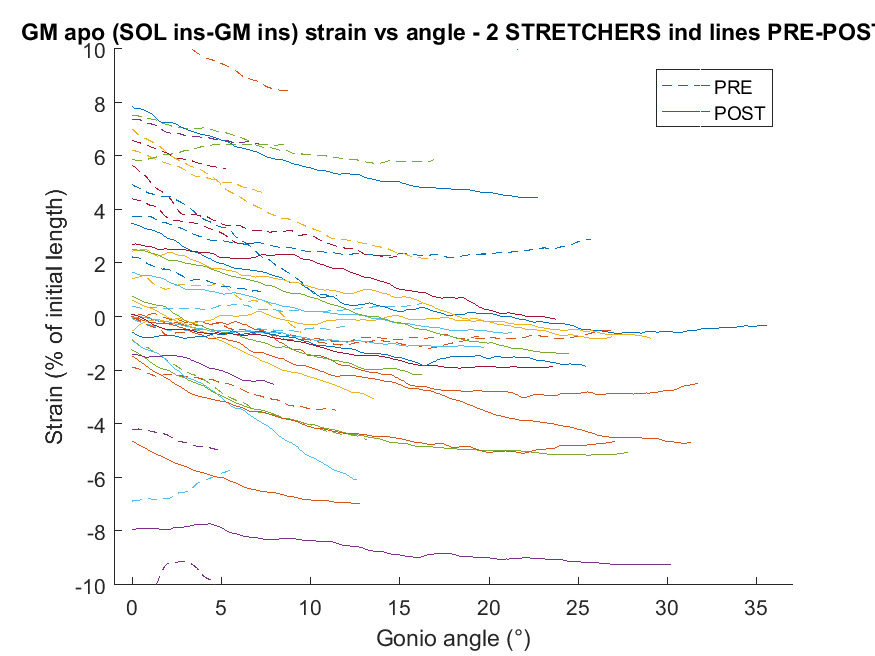 GM apo (SOL ins-GM ins) strain vs angle - 2 STRETCHERS ind lines PRE-POST
PRE
POST
Strain (% of initial length)
10
8
6
4
2
0
-2
-4
-6
-8
-10
0 5 10 15 20 25 30 35
Gonio angle (°)